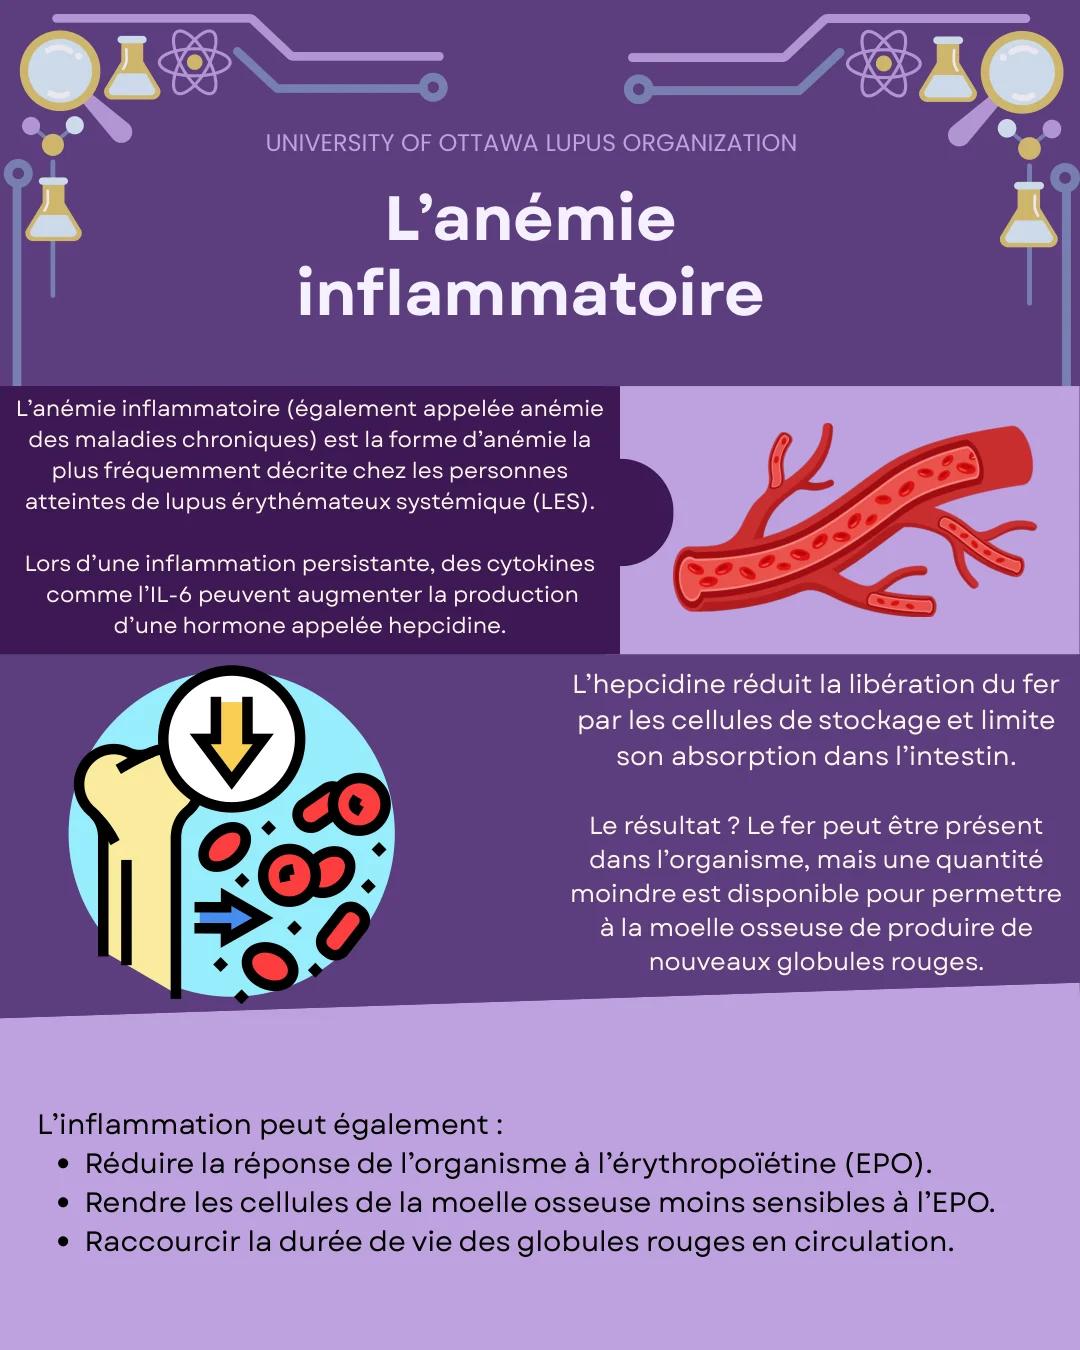 UNIVERSITY OF OTTAWA LUPUS ORGANIZATION
L’anémie
inflammatoire
L’anémie inflammatoire (également appelée anémie
des maladies chroniques) est la forme d’anémie la
plus fréquemment décrite chez les personnes
atteintes de lupus érythémateux systémique (LES).
Lors d’une inflammation persistante, des cytokines
comme l’IL-6 peuvent augmenter la production
d’une hormone appelée hepcidine.
L’hepcidine réduit la libération du fer
par les cellules de stockage et limite
son absorption dans l’intestin.
Le résultat ? Le fer peut être présent
dans l’organisme, mais une quantité
moindre est disponible pour permettre
à la moelle osseuse de produire de
nouveaux globules rouges.
L’inflammation peut également :
• Réduire la réponse de l’organisme à l’érythropoïétine (EPO).
• Rendre les cellules de la moelle osseuse moins sensibles à l’EPO.
• Raccourcir la durée de vie des globules rouges en circulation.